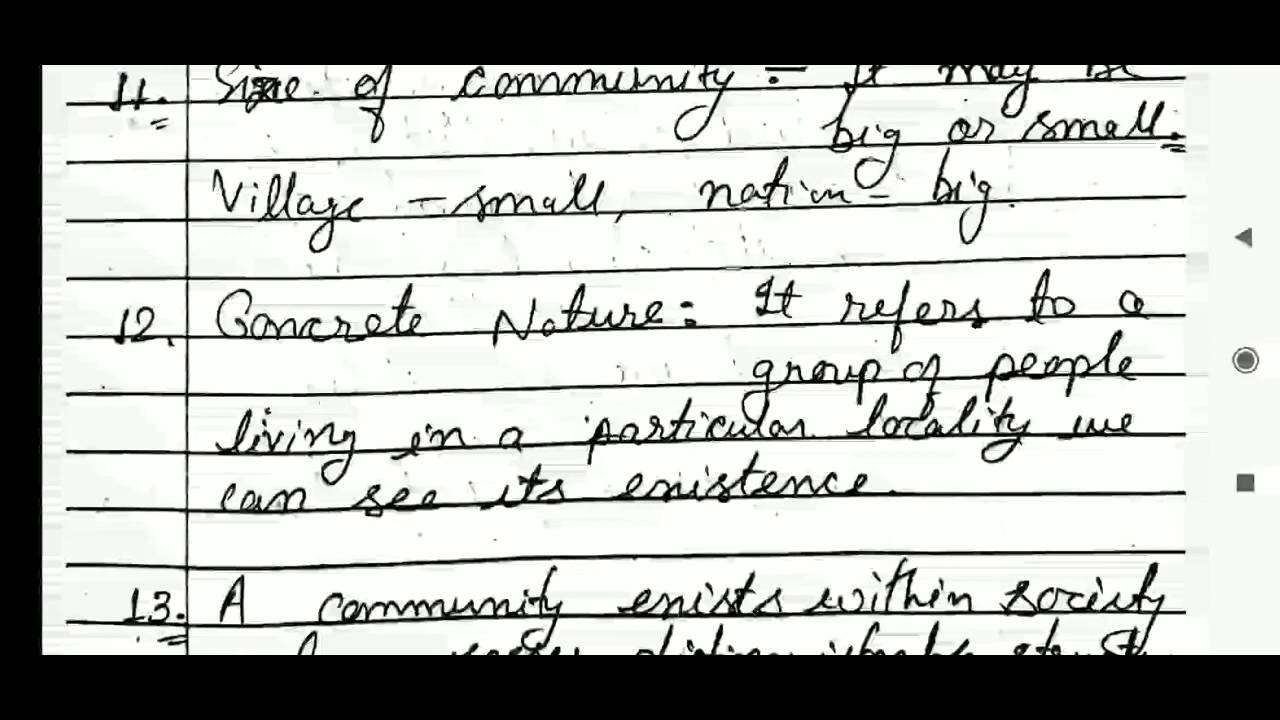 11. Size of community :- It may be
big or small.
Village - small, nation - big.
12. Concrete Nature: It refers to a
group of people
living in a particular locality we
can see its existence.
13. A community exists within society